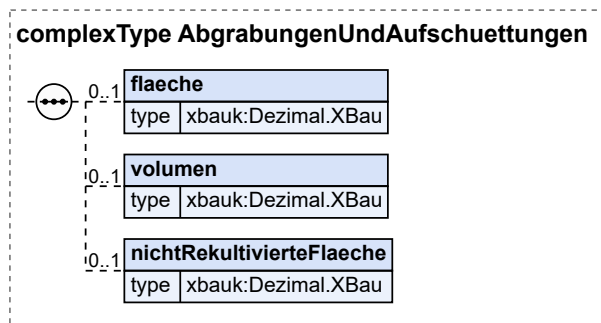 complexType AbgrabungenUndAufschuettungen
0..1 flaeche
type xbauk:Dezimal.XBau
0..1 volumen
type xbauk:Dezimal.XBau
0..1 nichtRekultivierteFlaeche
type xbauk:Dezimal.XBau